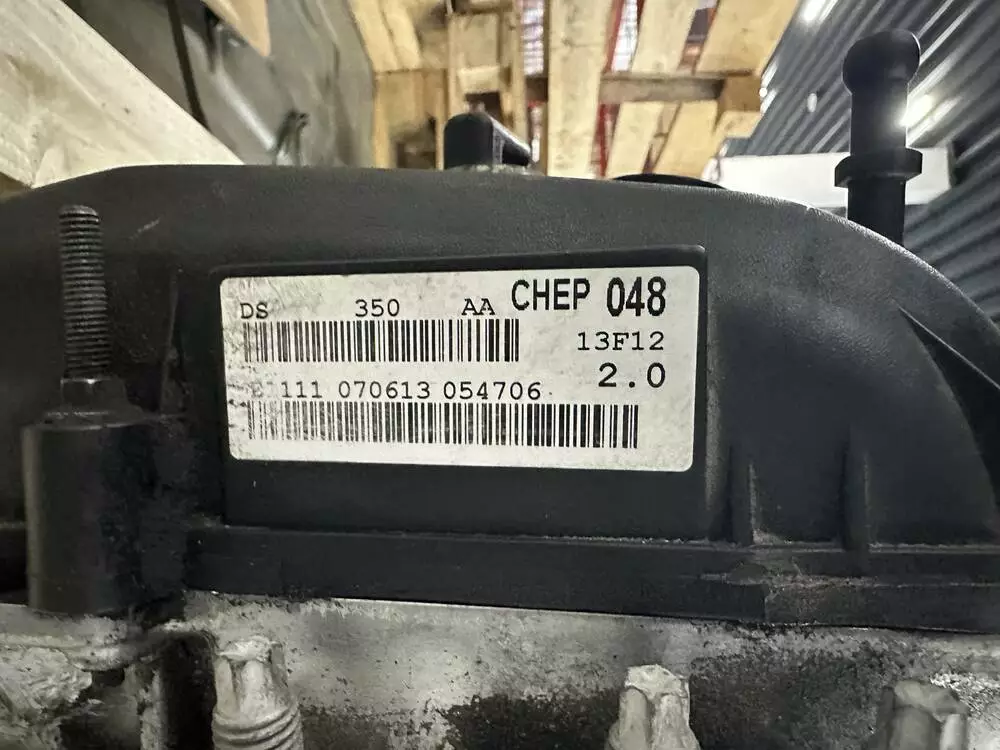 DS 350 AA CHEP 048
13F12
2.0
111 070613 054706